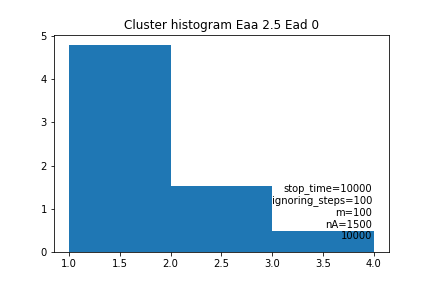 Cluster histogram Eaa 2.5 Ead 0
5
4
3
2
1
0
stop_time=10000
ignoring_steps=100
m=100
nA=1500
10000
1.0 1.5 2.0 2.5 3.0 3.5 4.0